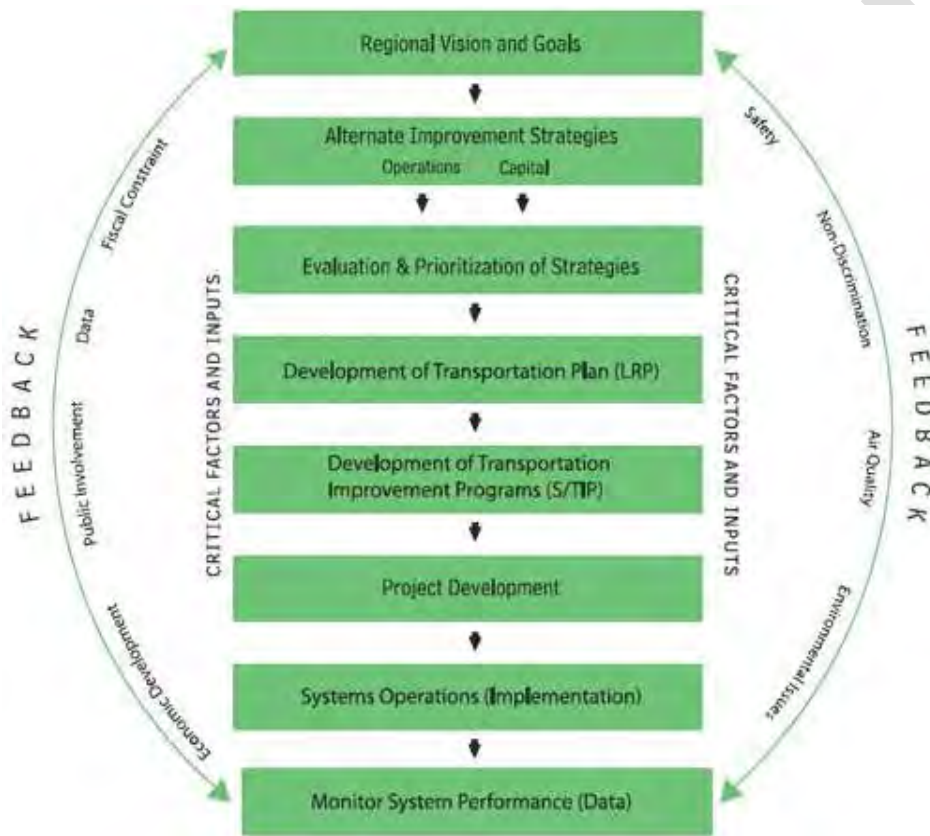 Regional Vision and Goals
Alternate Improvement Strategies
Operations Capital
Evaluation & Prioritization of Strategies
Development of Transportation Plan (LRP)
Development of Transportation
Improvement Programs (S/TIP)
Project Development
Systems Operations (Implementation)
Monitor System Performance (Data)
FEEDBACK
Fiscal Constraint
Data
Public Involvement
Economic Development
CRITICAL FACTORS AND INPUTS
CRITICAL FACTORS AND INPUTS
Safety
Non-Discrimination
Air Quality
Environmental Issues
FEEDBACK